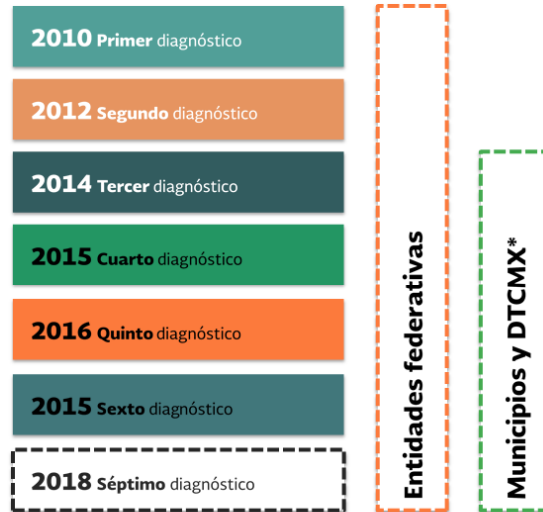 2010 Primer diagnóstico
2012 Segundo diagnóstico
2014 Tercer diagnóstico
2015 Cuarto diagnóstico
2016 Quinto diagnóstico
2015 Sexto diagnóstico
2018 Séptimo diagnóstico
Entidades federativas
Municipios y DTCMX*